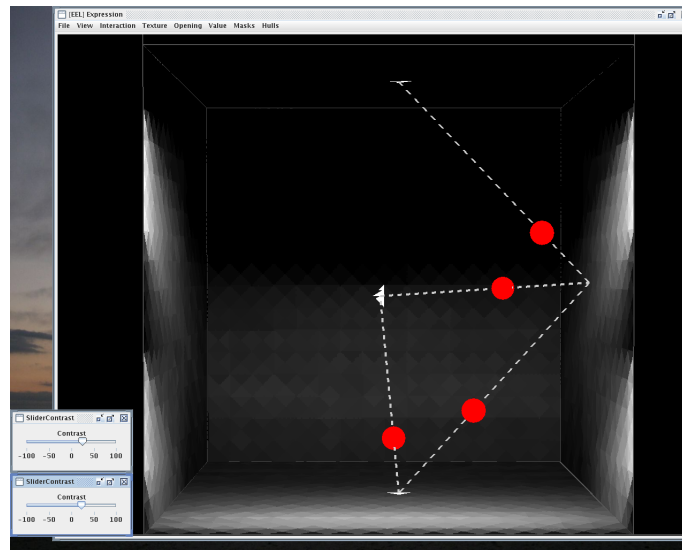 [EEL] Expression
File View Interaction Texture Opening Value Masks Hulls
SliderContrast
Contrast
-100 -50 0 50 100
SliderContrast
Contrast
-100 -50 0 50 100